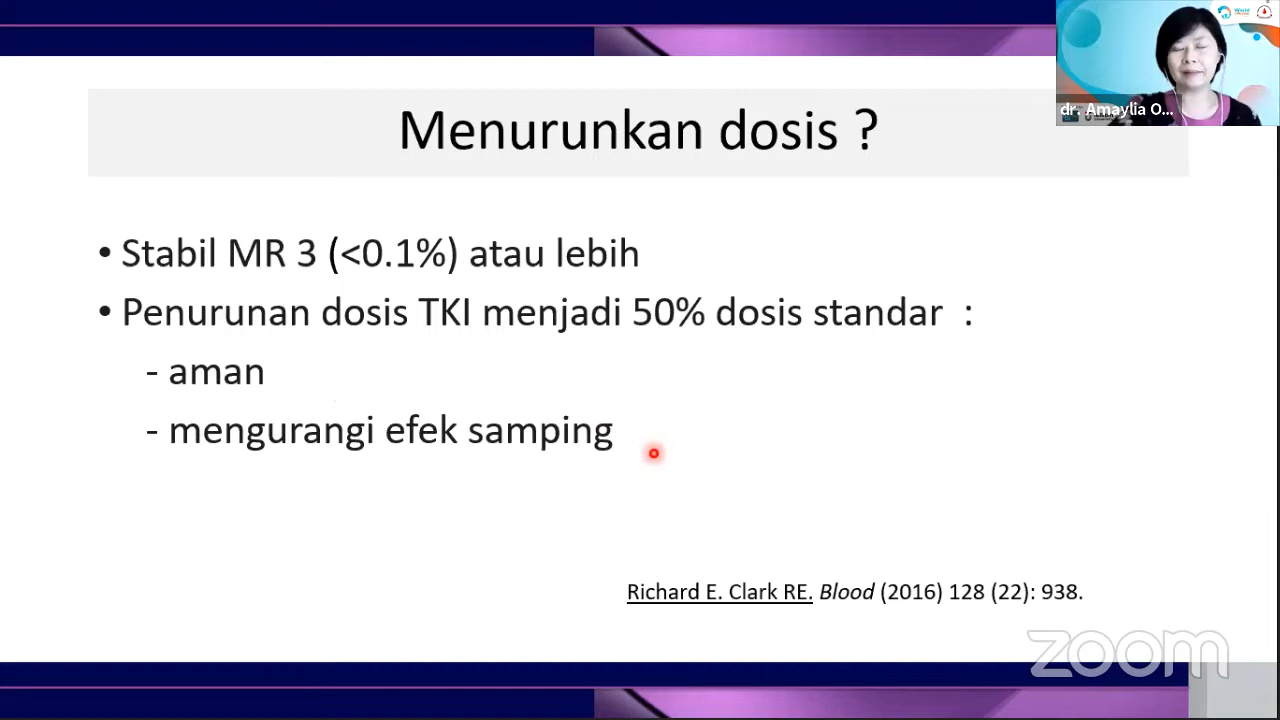 Menurunkan dosis ?
dr. Amaylia O...
• Stabil MR 3 (<0.1%) atau lebih
• Penurunan dosis TKI menjadi 50% dosis standar :
- aman
- mengurangi efek samping
Richard E. Clark RE. Blood (2016) 128 (22): 938.
zoom